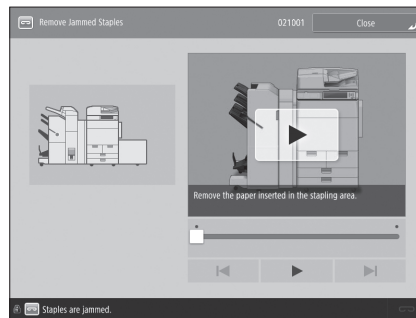 Remove Jammed Staples
021001
Close
Remove the paper inserted in the stapling area.
Staples are jammed.